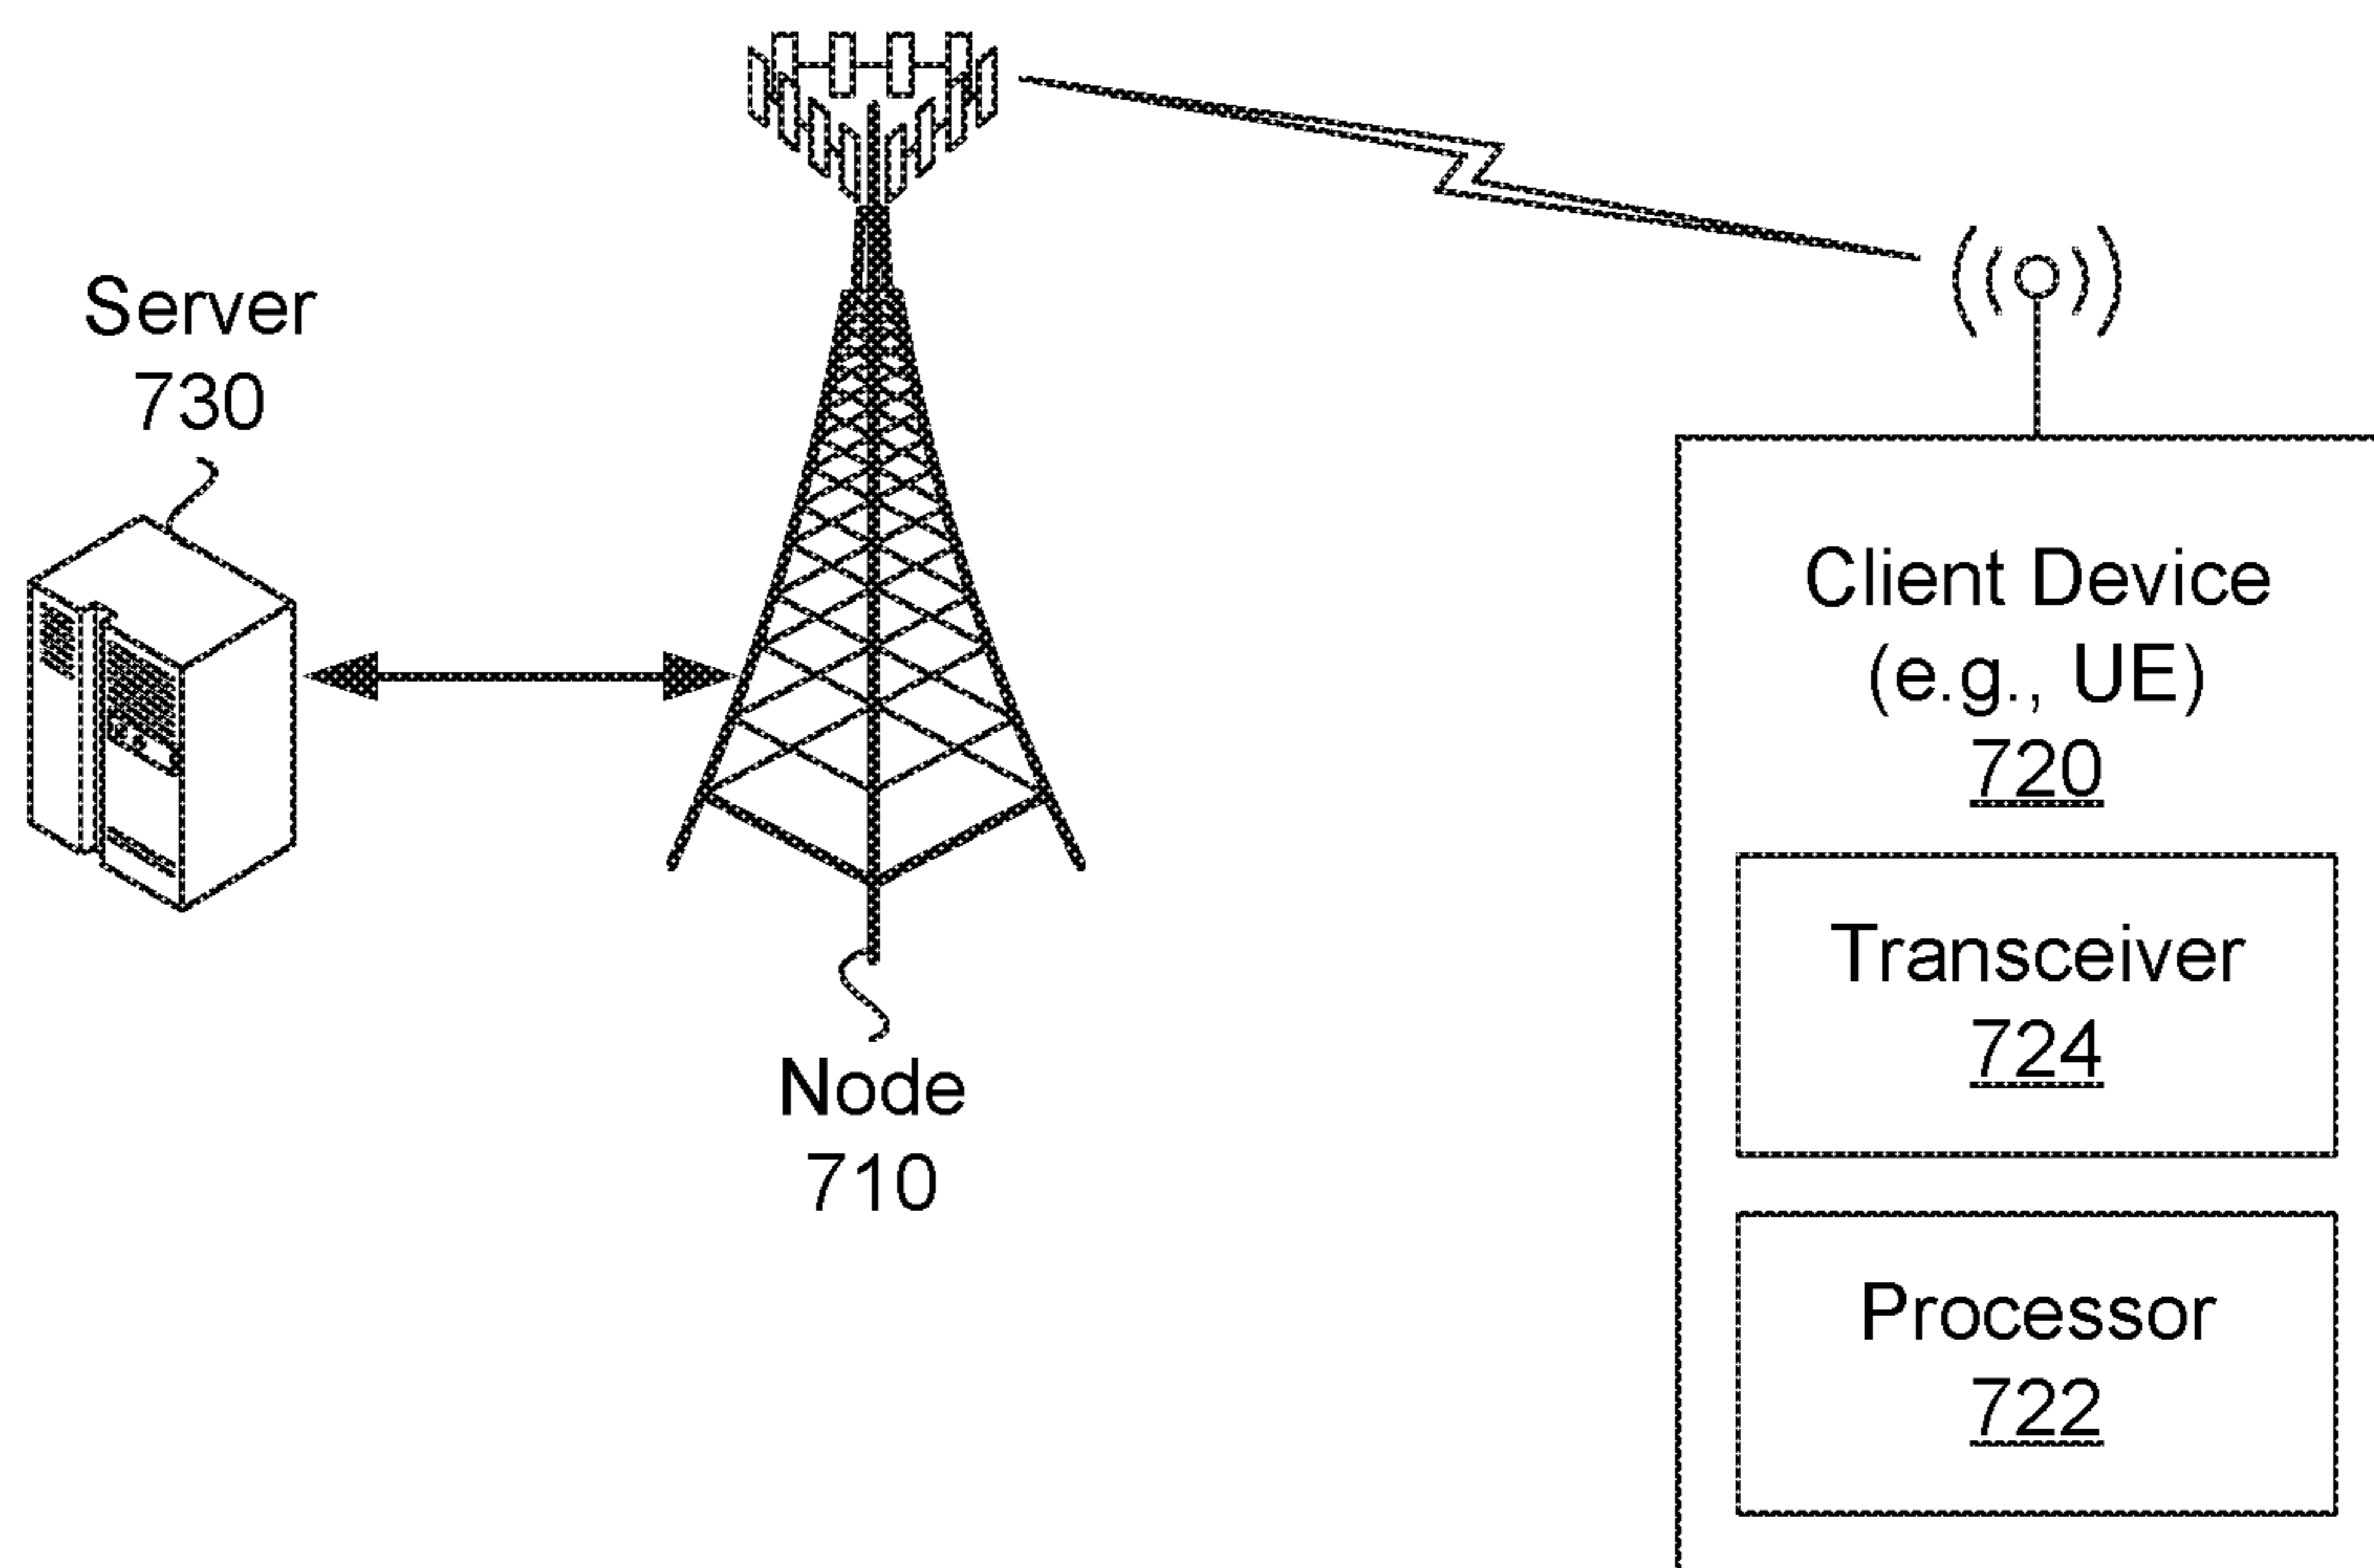 Server
730
Node
710
Client Device
(e.g., UE)
720
Transceiver
724
Processor
722